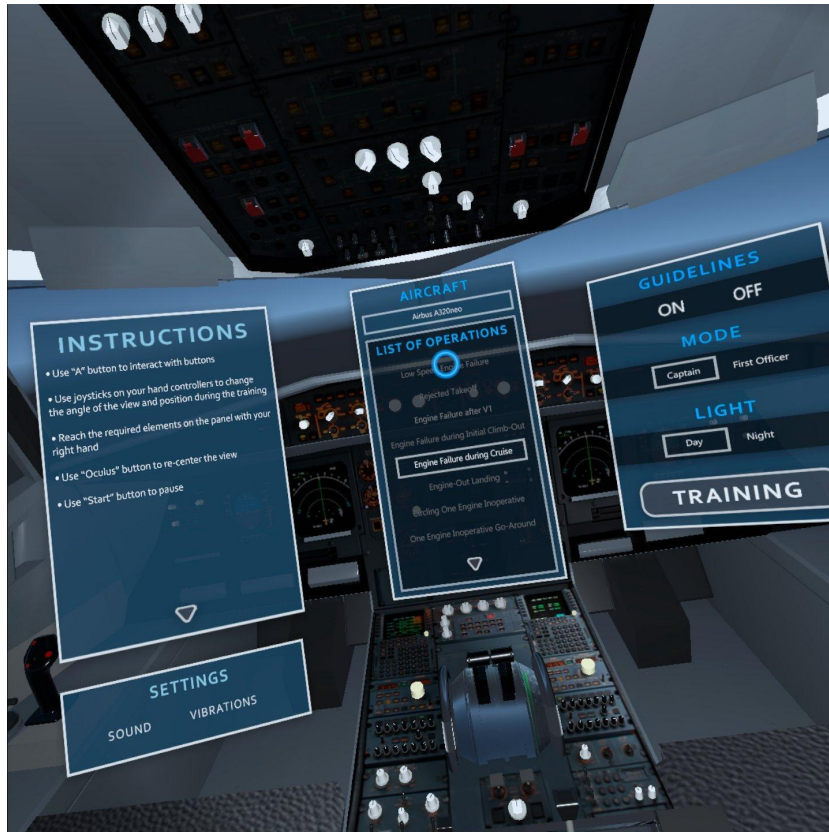 INSTRUCTIONS
• Use "A" button to interact with buttons
• Use joysticks on your hand controllers to change
the angle of the view and position during the training
• Reach the required elements on the panel with your
right hand
• Use "Oculus" button to re-center the view
• Use "Start" button to pause
SETTINGS
SOUND VIBRATIONS
AIRCRAFT
Airbus A320neo
LIST OF OPERATIONS
Low Speed Engine Failure
Rejected Takeoff
Engine Failure after V1
Engine Failure during Initial Climb-Out
Engine Failure during Cruise
Engine-Out Landing
Circling One Engine Inoperative
One Engine Inoperative Go-Around
GUIDELINES
ON OFF
MODE
Captain First Officer
LIGHT
Day Night
TRAINING